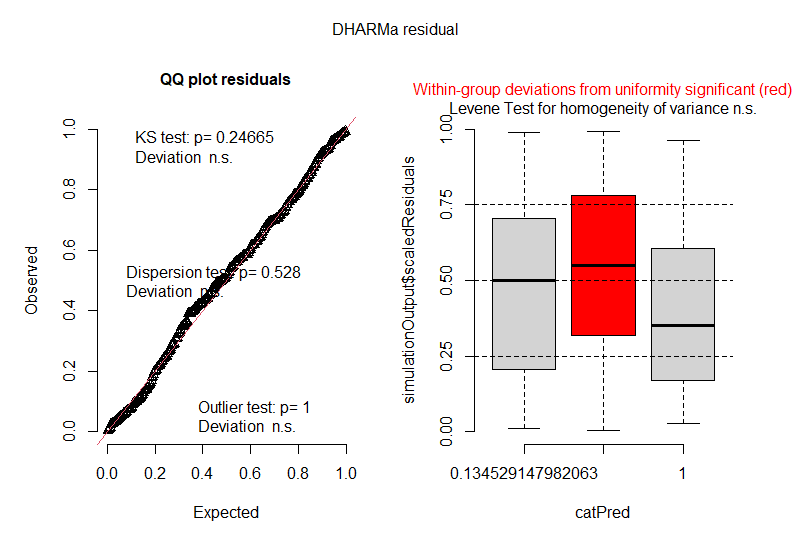 DHARMa residual
QQ plot residuals
KS test: p= 0.24665
Deviation n.s.
Dispersion test: p= 0.528
Deviation n.s.
Outlier test: p= 1
Deviation n.s.
Observed
0.0 0.2 0.4 0.6 0.8 1.0
0.0 0.2 0.4 0.6 0.8 1.0
Expected
Within-group deviations from uniformity significant (red)
Levene Test for homogeneity of variance n.s.
simulationOutput$scaledResiduals
0.00 0.25 0.50 0.75 1.00
0.134529147982063 1
catPred